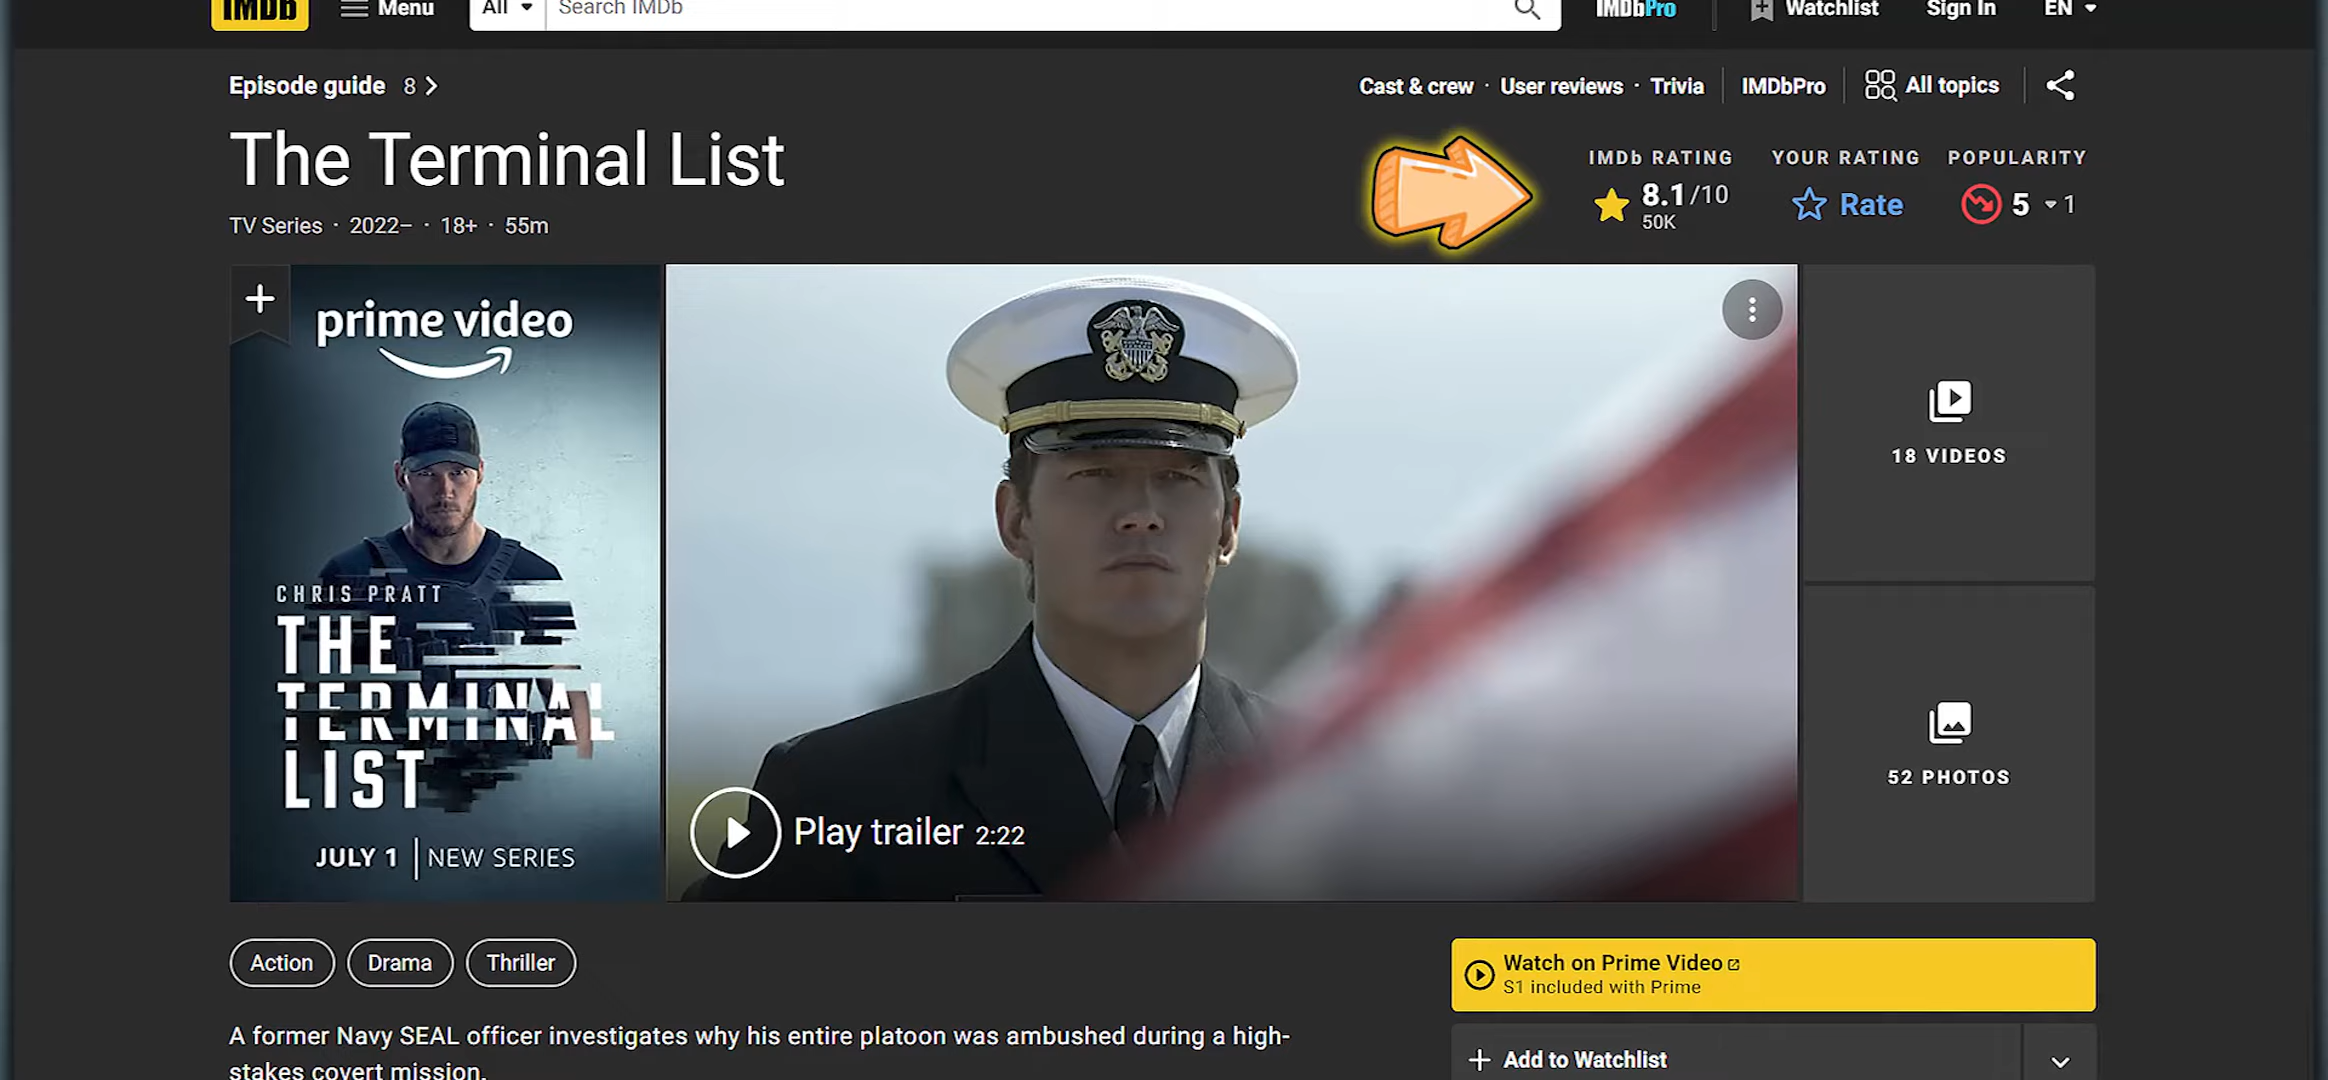 IMDb Menu All Search IMDb IMDbPro Watchlist Sign In EN
Episode guide 8 Cast & crew · User reviews · Trivia IMDbPro All topics
The Terminal List
TV Series · 2022– · 18+ · 55m
IMDb RATING YOUR RATING POPULARITY
8.1/10 Rate 5 1
50K
prime video
CHRIS PRATT
THE
TERMINAL
LIST
JULY 1 | NEW SERIES
Play trailer 2:22
18 VIDEOS
52 PHOTOS
Action Drama Thriller
A former Navy SEAL officer investigates why his entire platoon was ambushed during a high-
stakes covert mission.
Watch on Prime Video
S1 included with Prime
Add to Watchlist